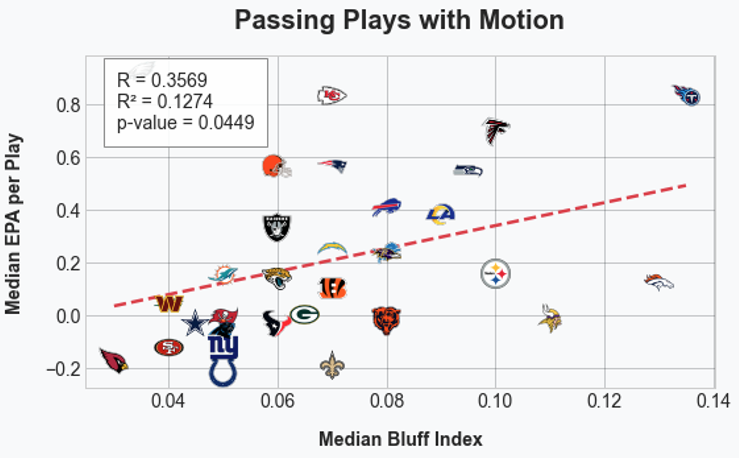 Passing Plays with Motion
R = 0.3569
R² = 0.1274
p-value = 0.0449
Median EPA per Play
0.8
0.6
0.4
0.2
0.0
−0.2
NY
0.04
0.06
0.08
0.10
0.12
0.14
Median Bluff Index